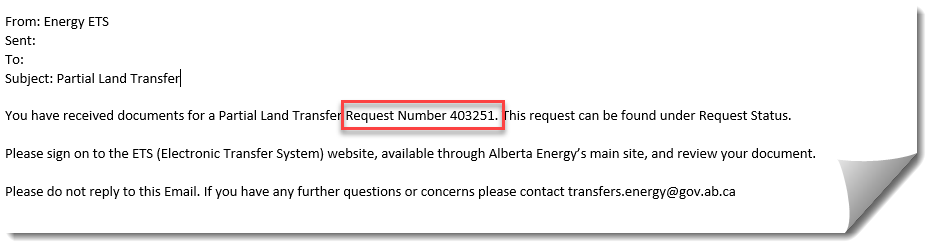 From: Energy ETS
Sent:
To:
Subject: Partial Land Transfer
You have received documents for a Partial Land Transfer Request Number 403251. This request can be found under Request Status.
Please sign on to the ETS (Electronic Transfer System) website, available through Alberta Energy’s main site, and review your document.
Please do not reply to this Email. If you have any further questions or concerns please contact transfers.energy@gov.ab.ca